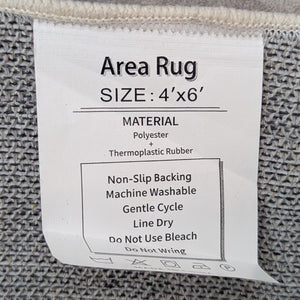 Area Rug
SIZE: 4'x6'
MATERIAL
Polyester
+
Thermoplastic Rubber
Non-Slip Backing
Machine Washable
Gentle Cycle
Line Dry
Do Not Use Bleach
Do Not Wring